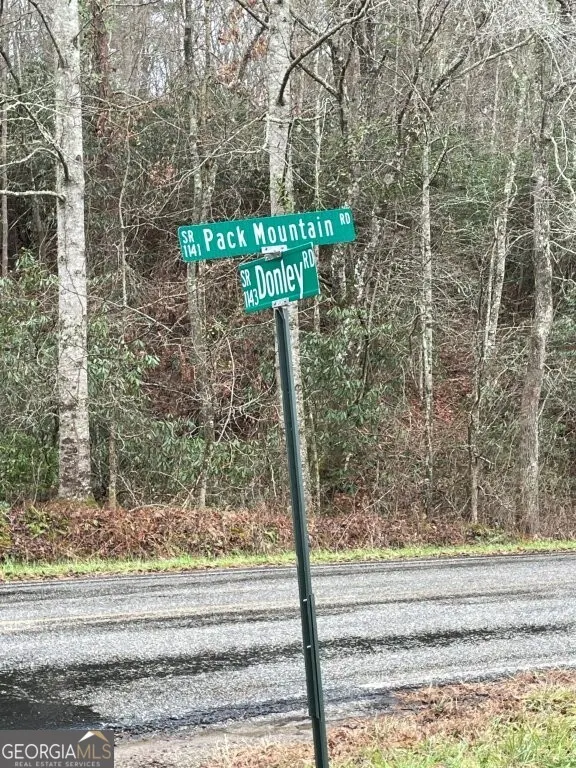 SR 1141 Pack Mountain RD
SR 1143 Donley RD
GEORGIAMLS
REAL ESTATE SERVICES